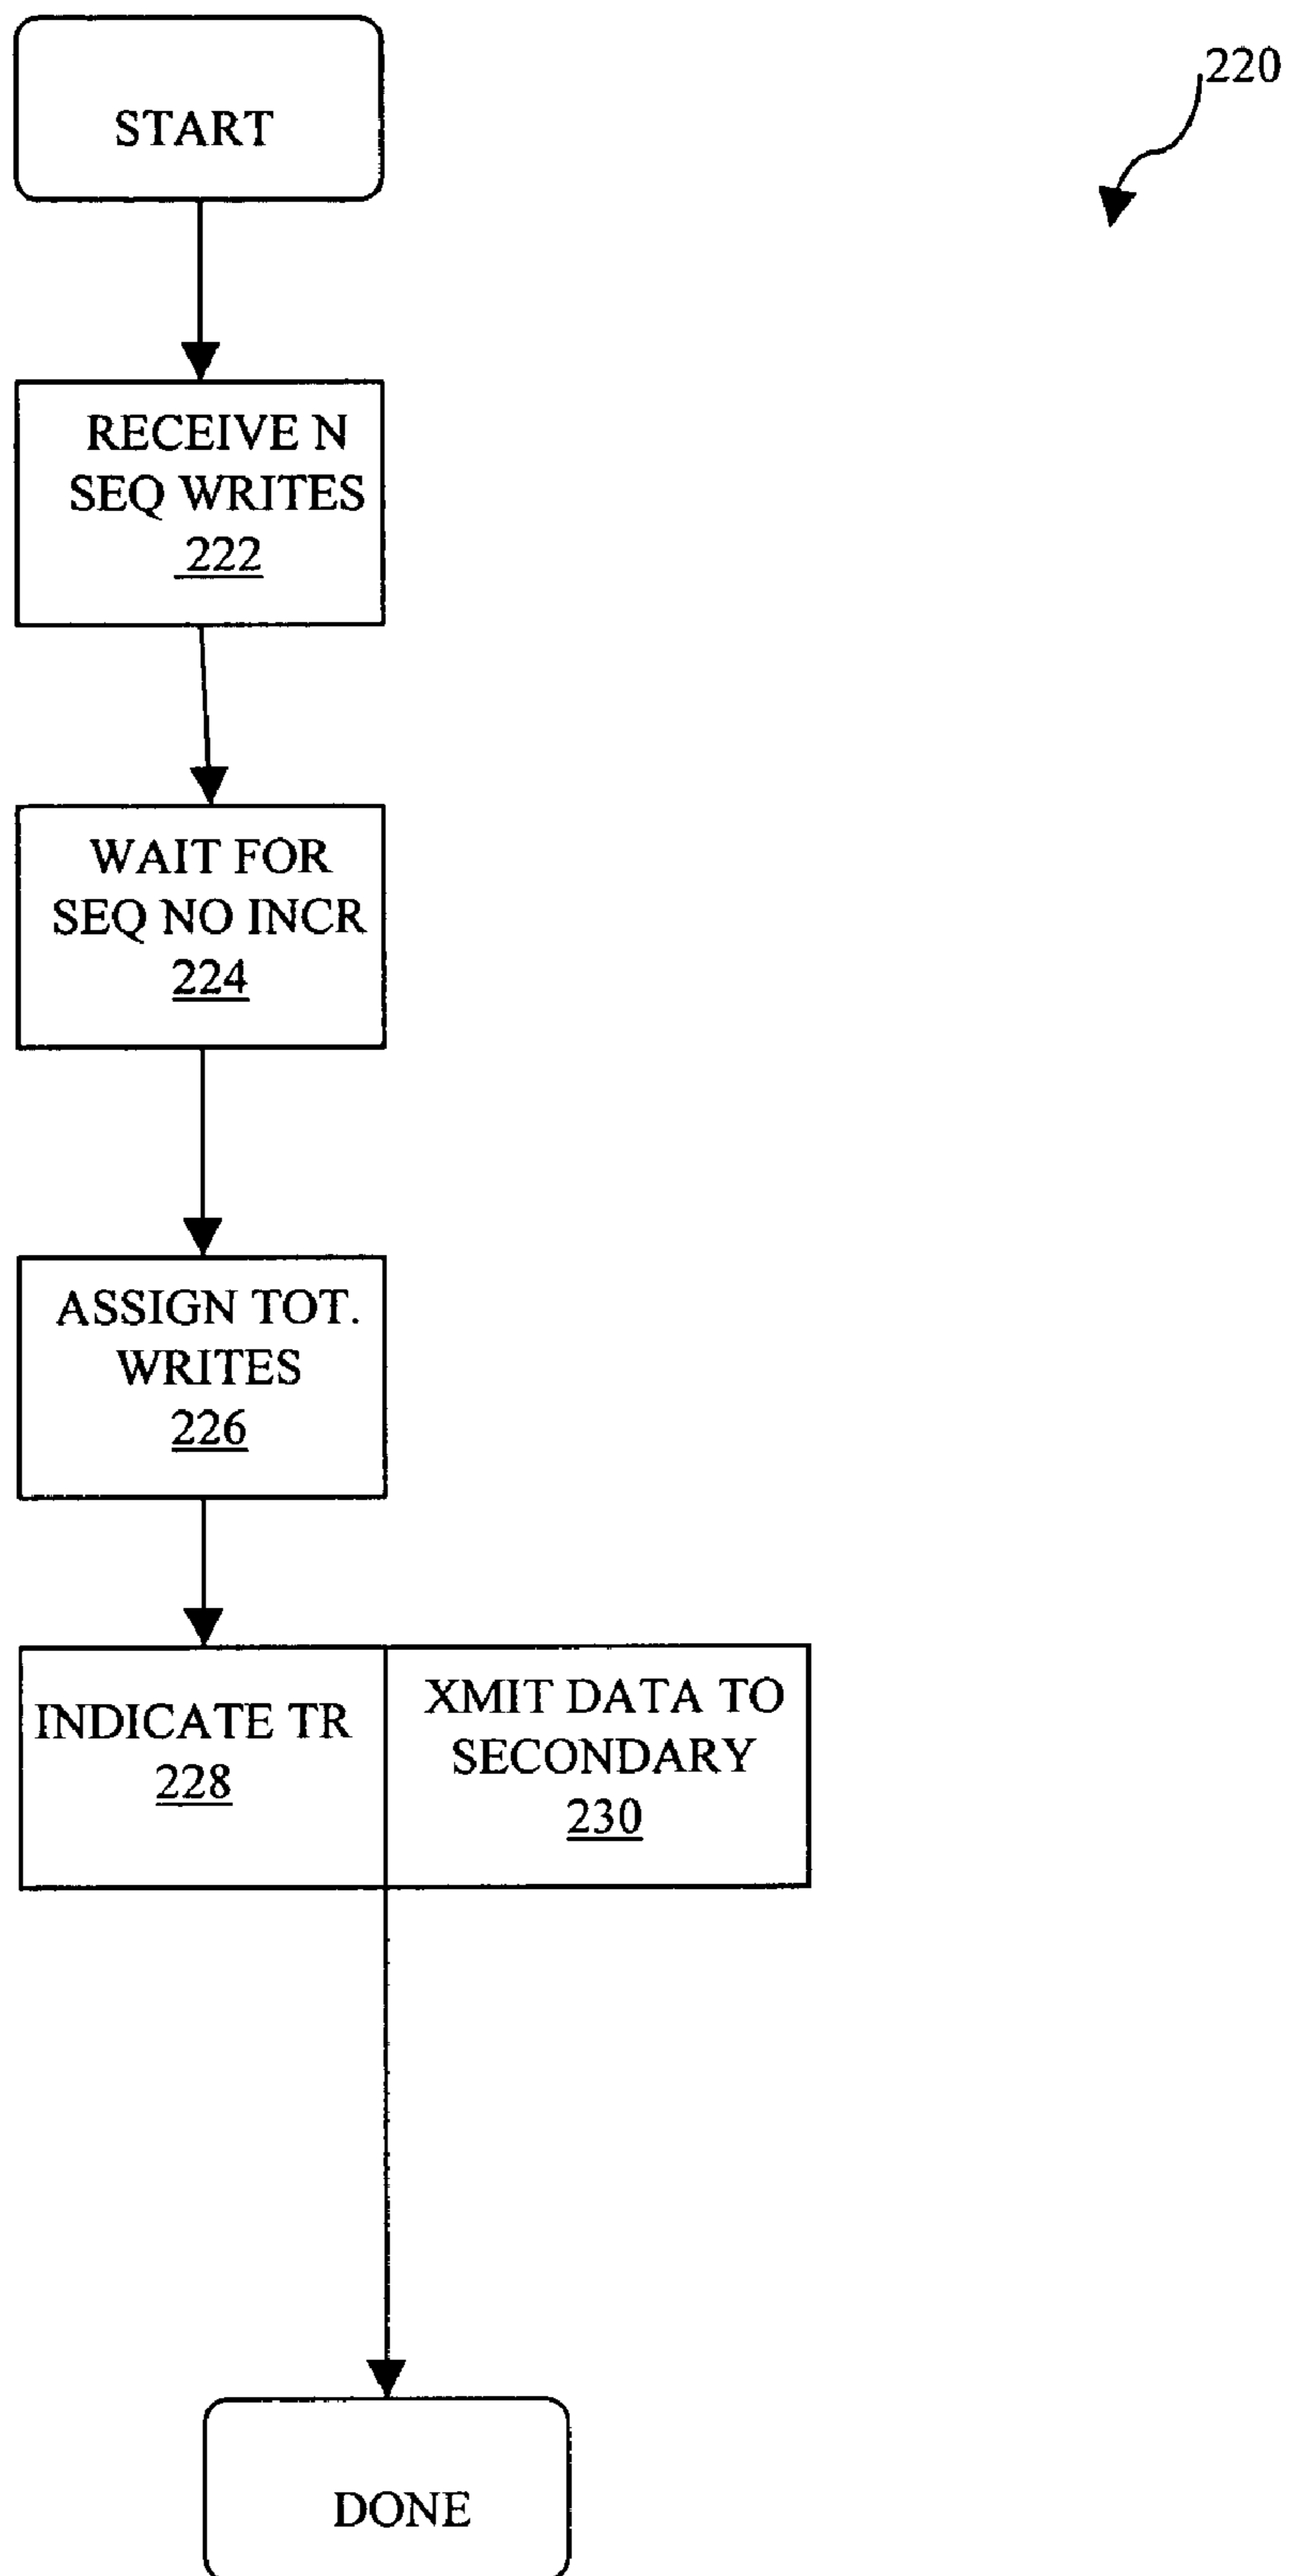 START
220
RECEIVE N
SEQ WRITES
222
WAIT FOR
SEQ NO INCR
224
ASSIGN TOT.
WRITES
226
INDICATE TR
228
XMIT DATA TO
SECONDARY
230
DONE